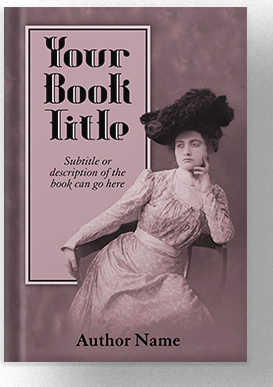 Your
Book
Title
Subtitle or
description of the
book can go here
Author Name